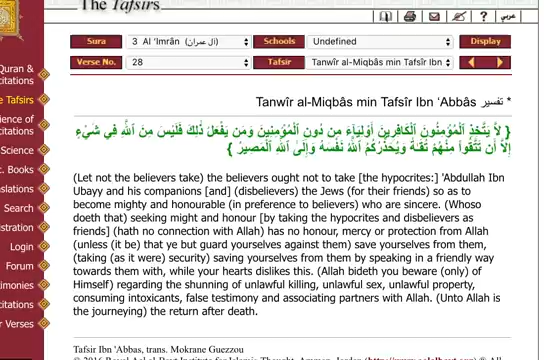 The Tafsirs
عربي
Sura 3 Al 'Imrân (آل عمران) Schools Undefined Display
Verse No. 28 Tafsir Tanwîr al-Miqbâs min Tafsîr Ibn
Quran &
citations
e Tafsirs
ience of
citations
Science
c. Books
nslations
Search
istration
Login
Forum
timonies
citations
r Verses
* تفسير Tanwîr al-Miqbâs min Tafsîr Ibn 'Abbâs
{ لاَّ يَتَّخِذِ ٱلْمُؤْمِنُونَ ٱلْكَافِرِينَ أَوْلِيَآءَ مِن دُونِ ٱلْمُؤْمِنِينَ وَمَن يَفْعَلْ ذٰلِكَ فَلَيْسَ مِنَ ٱللَّهِ فِي شَيْءٍ
إِلاَّ أَن تَتَّقُواْ مِنْهُمْ تُقَـٰةً وَيُحَذِّرُكُمُ ٱللَّهُ نَفْسَهُ وَإِلَىٰ ٱللَّهِ ٱلْمَصِيرُ }
(Let not the believers take) the believers ought not to take [the hypocrites:] 'Abdullah Ibn
Ubayy and his companions [and] (disbelievers) the Jews (for their friends) so as to
become mighty and honourable (in preference to believers) who are sincere. (Whoso
doeth that) seeking might and honour [by taking the hypocrites and disbelievers as
friends] (hath no connection with Allah) has no honour, mercy or protection from Allah
(unless (it be) that ye but guard yourselves against them) save yourselves from them,
(taking (as it were) security) saving yourselves from them by speaking in a friendly way
towards them with, while your hearts dislikes this. (Allah bideth you beware (only) of
Himself) regarding the shunning of unlawful killing, unlawful sex, unlawful property,
consuming intoxicants, false testimony and associating partners with Allah. (Unto Allah is
the journeying) the return after death.
Tafsir Ibn 'Abbas, trans. Mokrane Guezzou